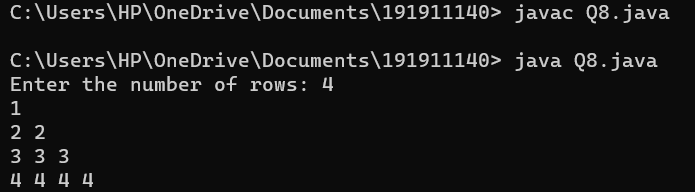 C:\Users\HP\OneDrive\Documents\191911140> javac Q8.java
C:\Users\HP\OneDrive\Documents\191911140> java Q8.java
Enter the number of rows: 4
1
2 2
3 3 3
4 4 4 4